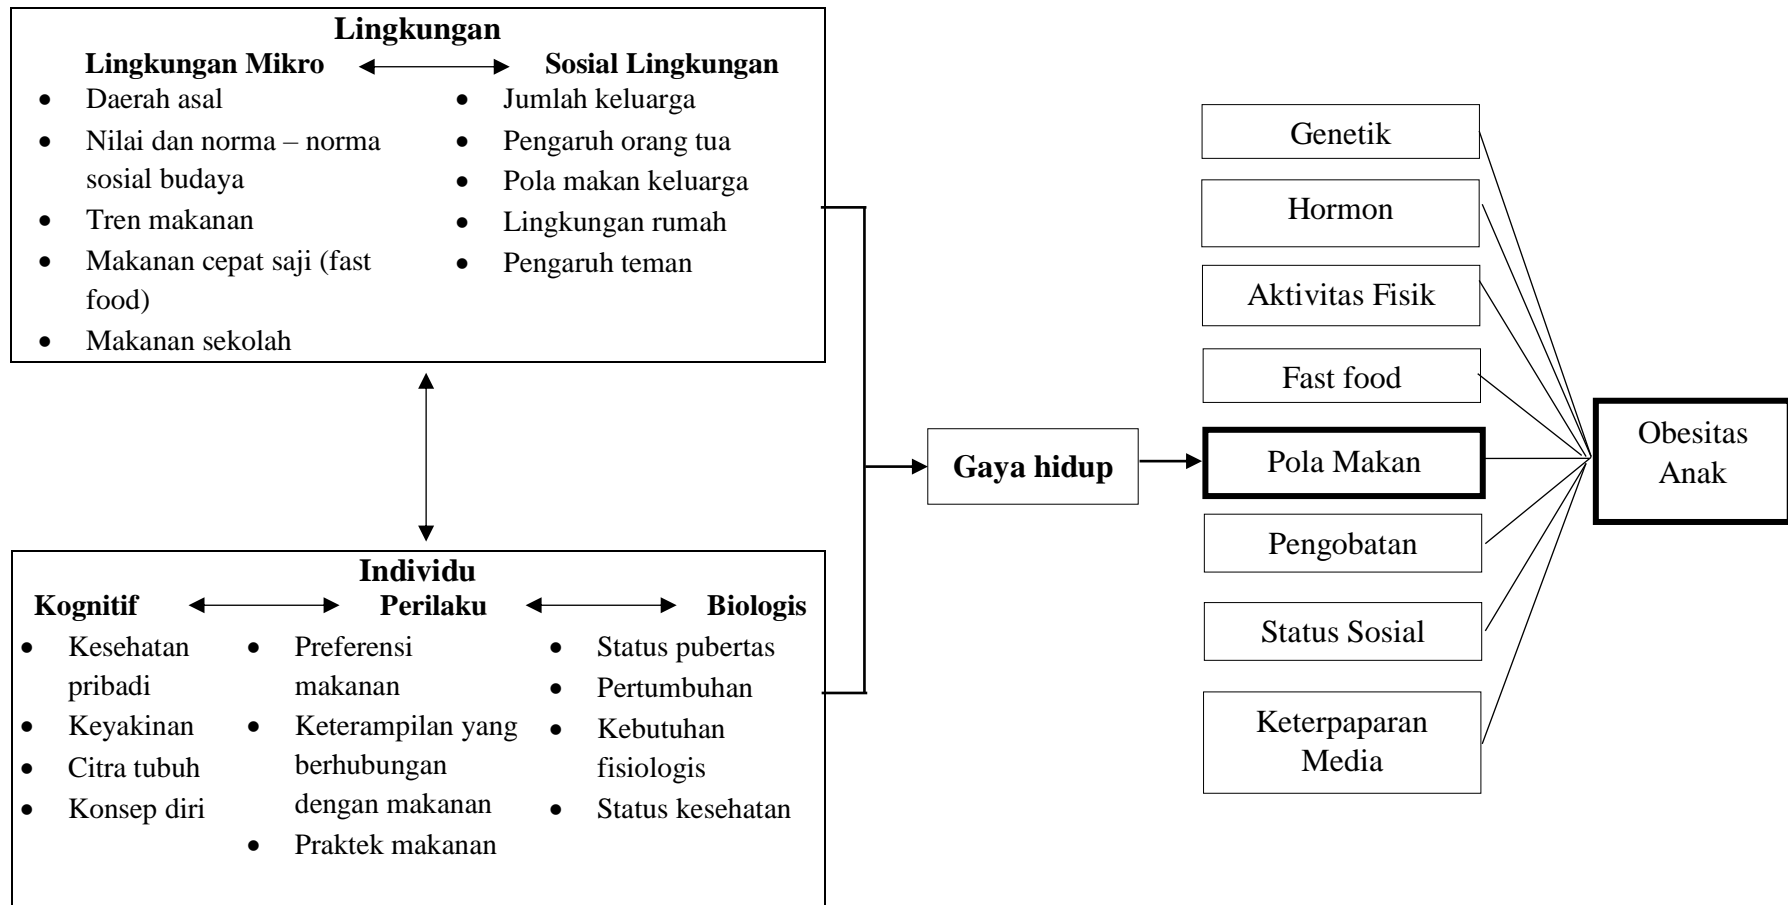 Lingkungan
Lingkungan Mikro
Daerah asal
Nilai dan norma – norma
sosial budaya
Tren makanan
Makanan cepat saji (fast
food)
Makanan sekolah
Sosial Lingkungan
Jumlah keluarga
Pengaruh orang tua
Pola makan keluarga
Lingkungan rumah
Pengaruh teman
Individu
Kognitif
Kesehatan
pribadi
Keyakinan
Citra tubuh
Konsep diri
Perilaku
Preferensi
makanan
Keterampilan yang
berhubungan
dengan makanan
Praktek makanan
Biologis
Status pubertas
Pertumbuhan
Kebutuhan
fisiologis
Status kesehatan
Gaya hidup
Genetik
Hormon
Aktivitas Fisik
Fast food
Pola Makan
Pengobatan
Status Sosial
Keterpaparan
Media
Obesitas
Anak